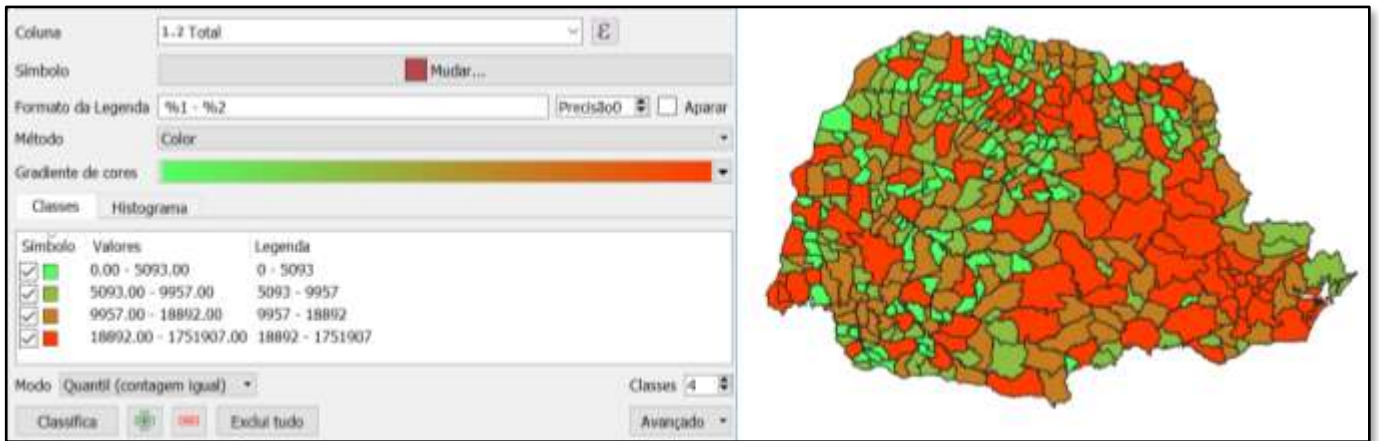 Coluna 1.2 Total ε
Símbolo Mudar...
Formato da Legenda %1 - %2 Precisão0 Aparar
Método Color
Gradiente de cores
Classes Histograma
Símbolo Valores Legenda
0.00 - 5093.00 0 - 5093
5093.00 - 9957.00 5093 - 9957
9957.00 - 18892.00 9957 - 18892
18892.00 - 1751907.00 18892 - 1751907
Modo Quantil (contagem igual) Classes 4
Classifica Exclui tudo Avançado